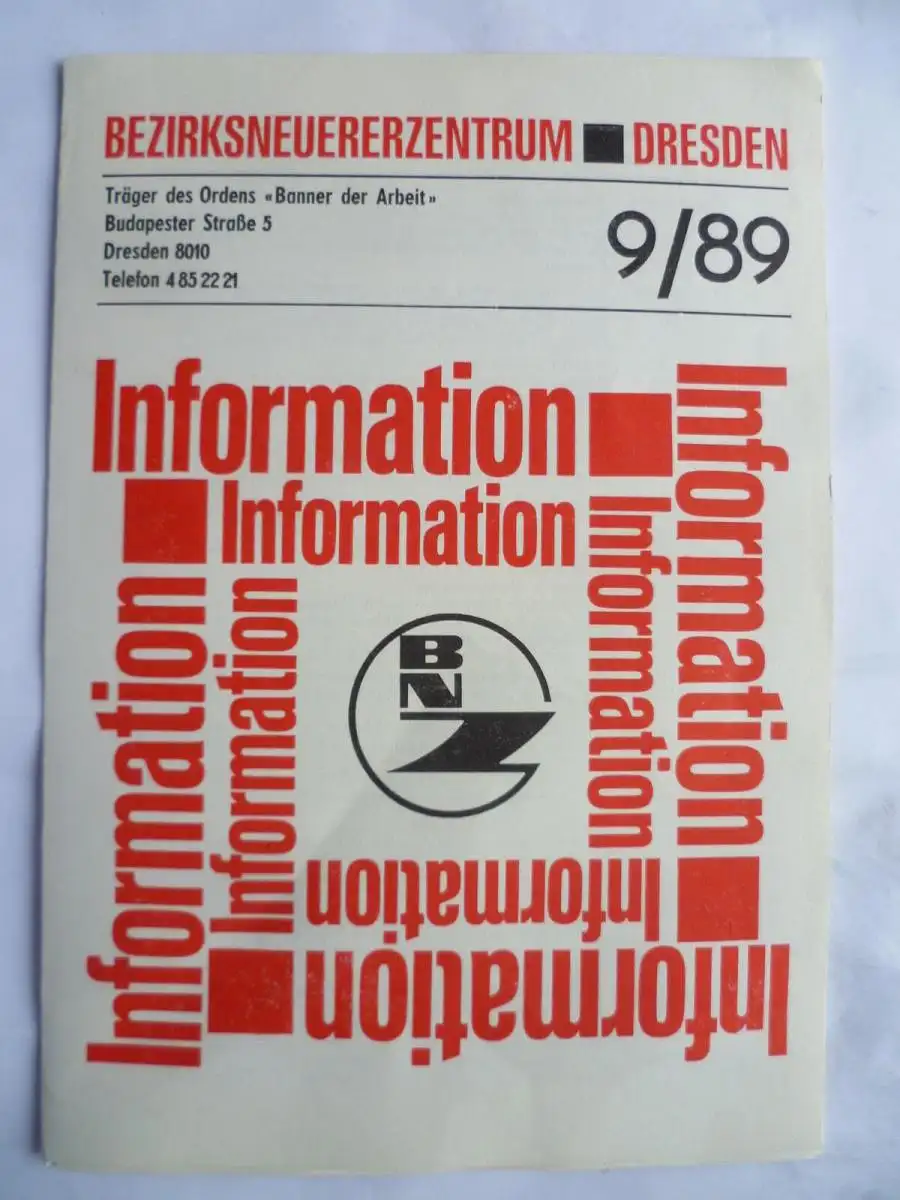 BEZIRKSNEUERERZENTRUM ■ DRESDEN
Träger des Ordens «Banner der Arbeit»
Budapester Straße 5
Dresden 8010
Telefon 4 85 22 21
9/89
Information
Information
Information
Information
Information
Information
Information
Information
BNZ